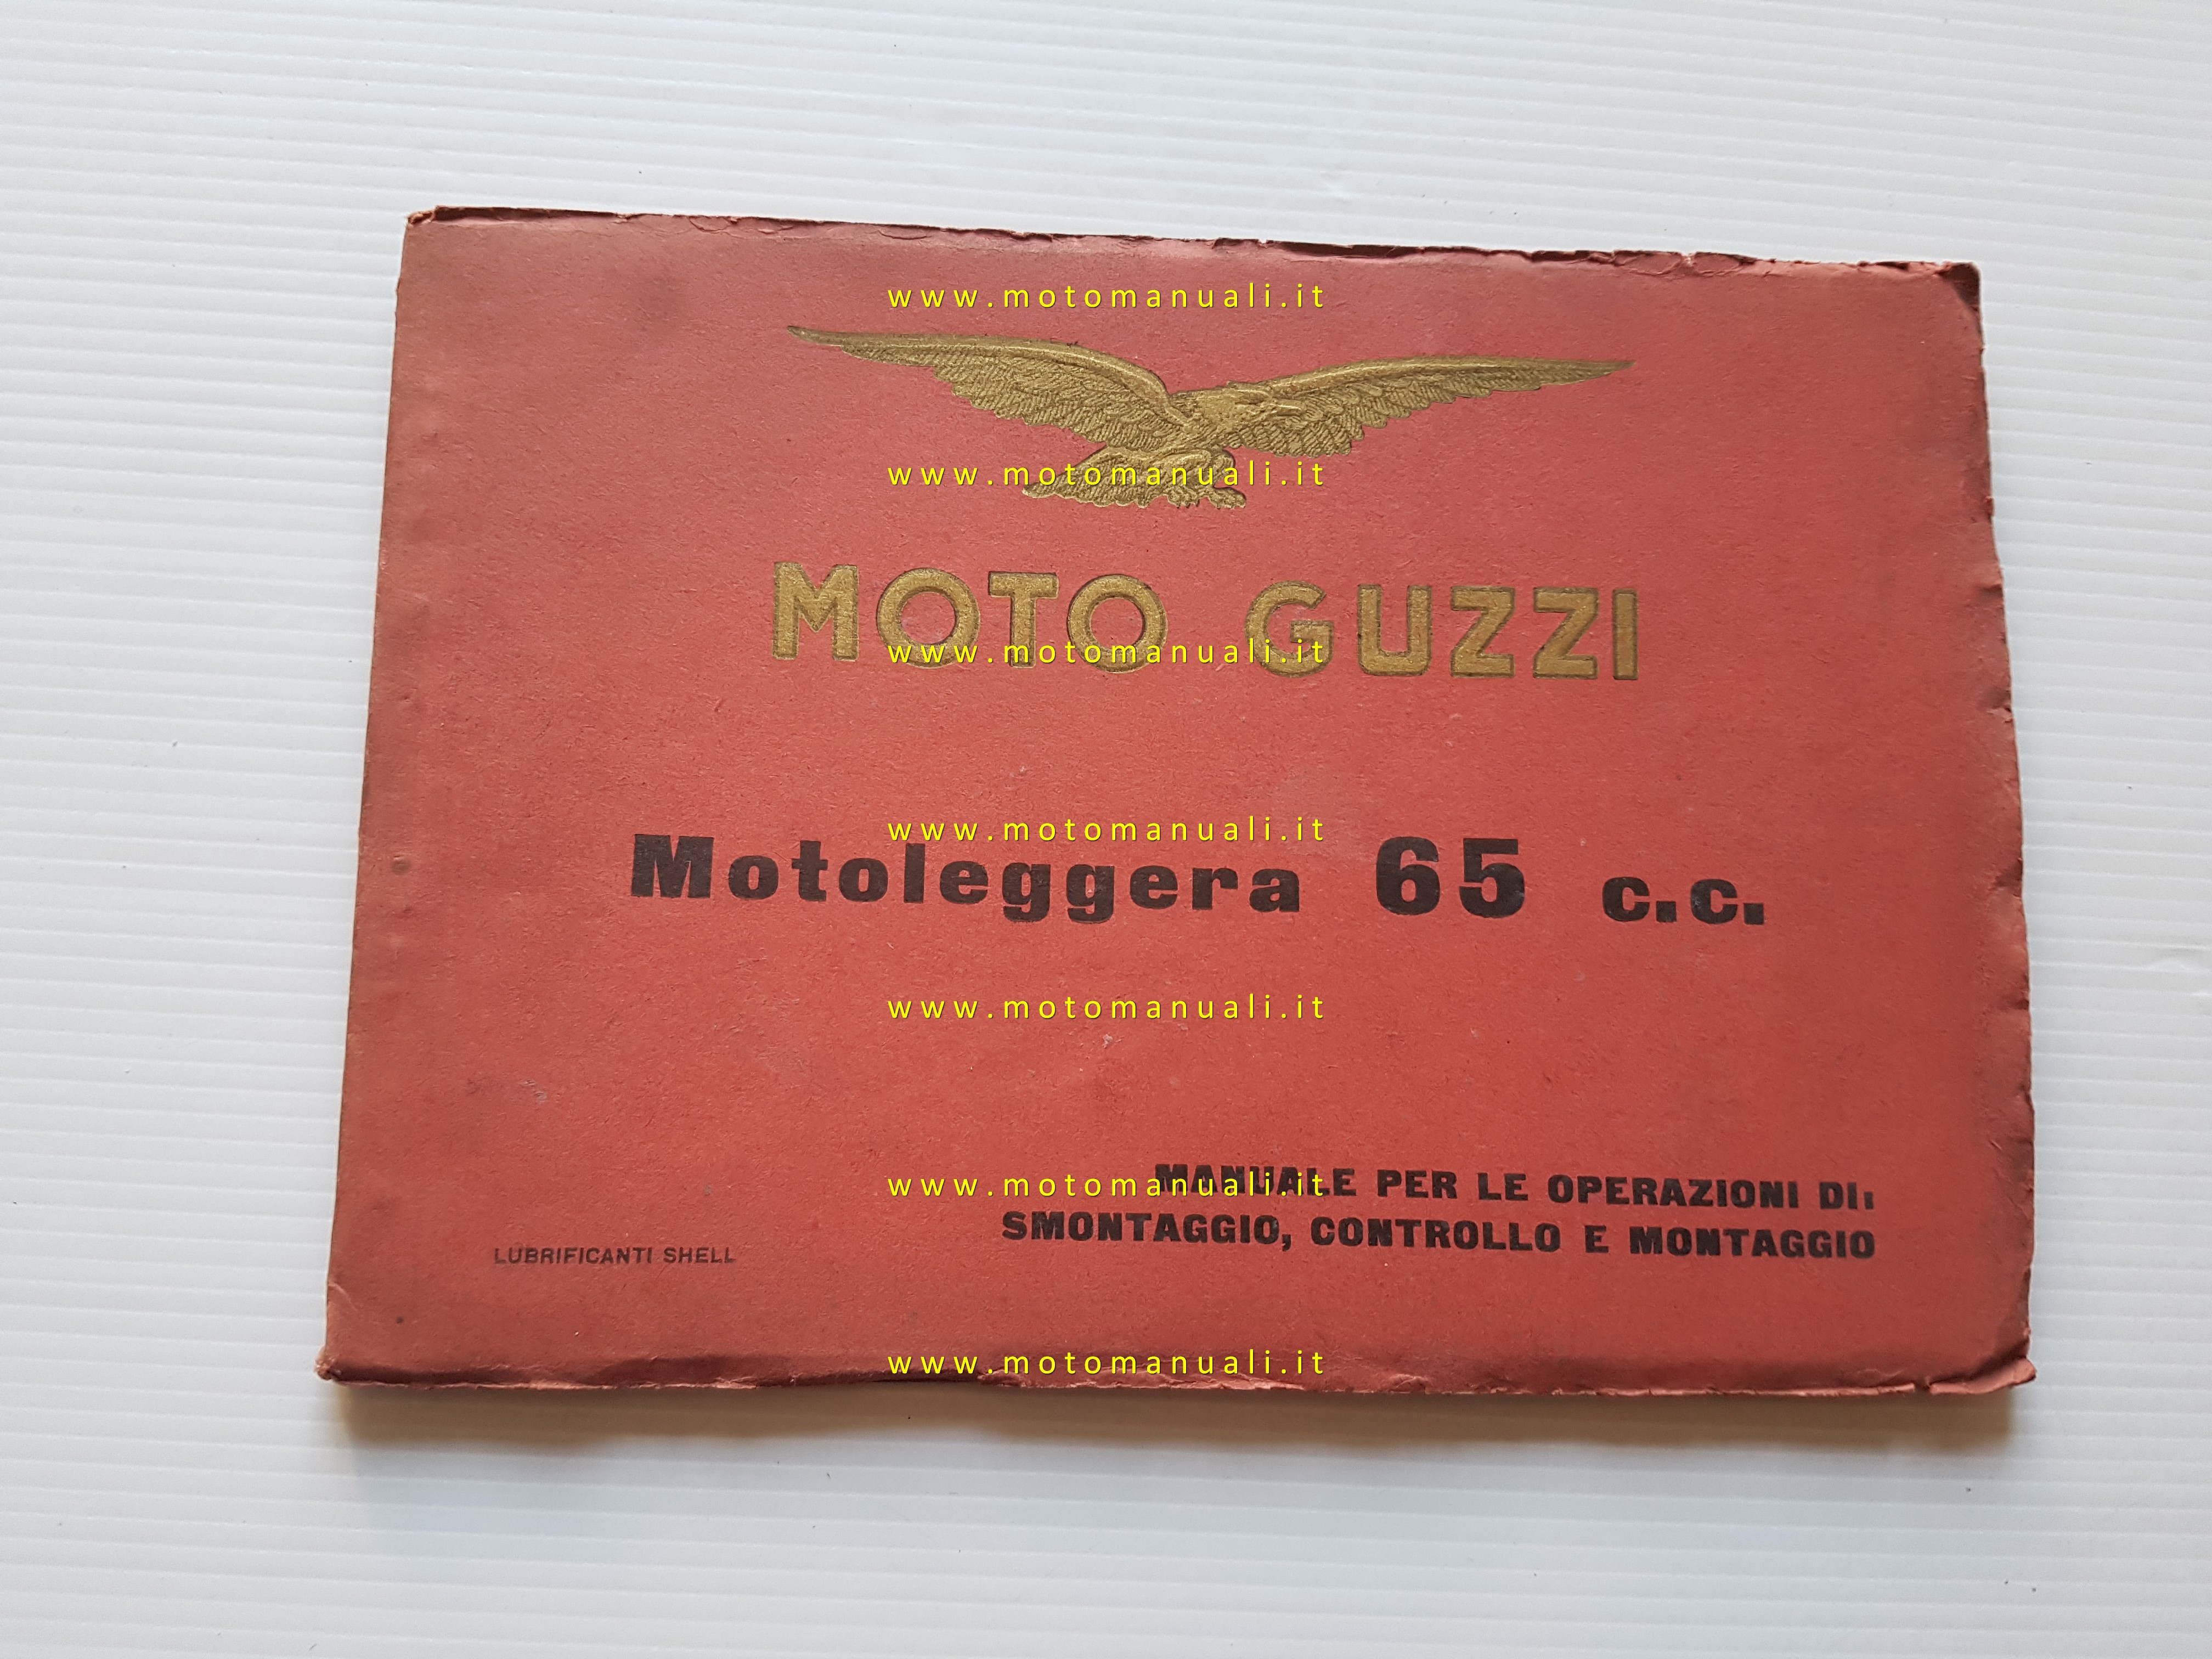 www.motomanuali.it
www.motomanuali.it
MOTO GUZZI
www.motomanuali.it
www.motomanuali.it
Motoleggera 65 c.c.
www.motomanuali.it
MANUALE PER LE OPERAZIONI DI:
www.motomanuali.it
SMONTAGGIO, CONTROLLO E MONTAGGIO
LUBRIFICANTI SHELL
www.motomanuali.it